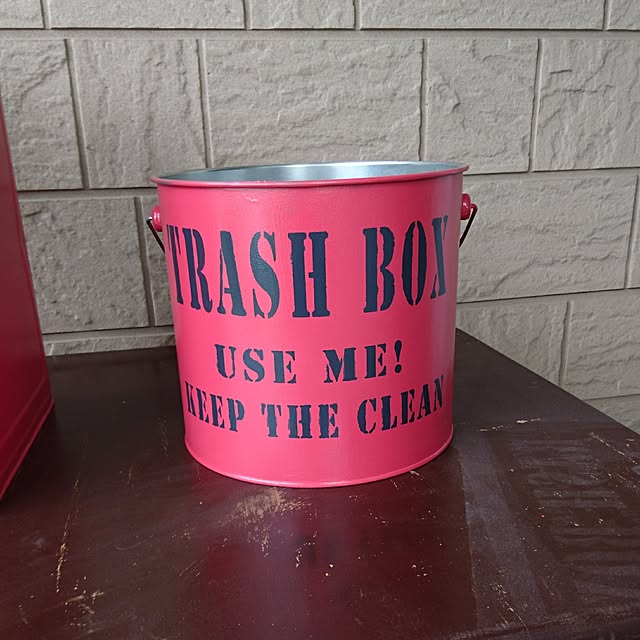 TRASH BOX
USE ME!
KEEP THE CLEAN